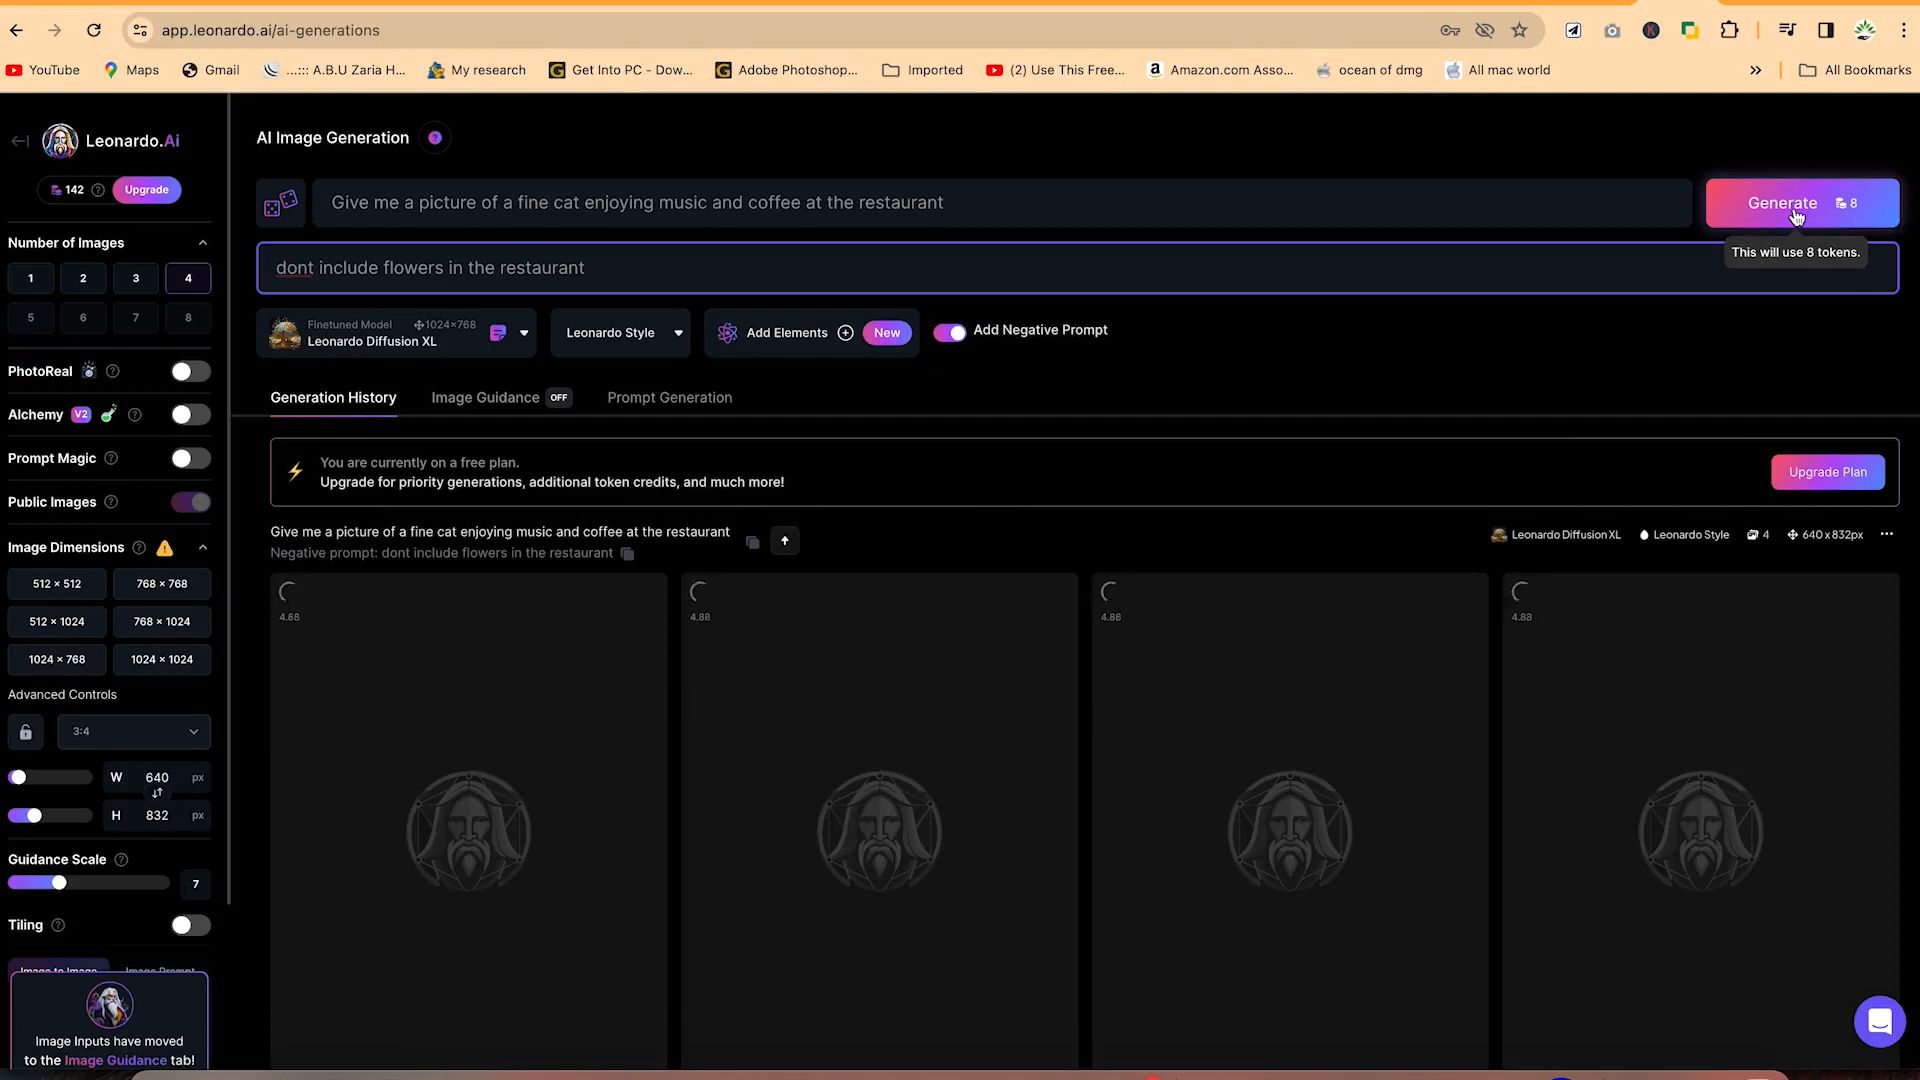 app.leonardo.ai/ai-generations
YouTube Maps Gmail ...::: A.B.U Zaria H... My research Get Into PC - Dow... Adobe Photoshop... Imported (2) Use This Free... Amazon.com Asso... ocean of dmg All mac world » All Bookmarks
Leonardo.Ai
142 Upgrade
Number of Images
1 2 3 4
5 6 7 8
PhotoReal
Alchemy V2
Prompt Magic
Public Images
Image Dimensions
512 × 512 768 × 768
512 × 1024 768 × 1024
1024 × 768 1024 × 1024
Advanced Controls
3:4
W 640 px
H 832 px
Guidance Scale
7
Tiling
Image to Image Image Prompt
Image Inputs have moved
to the Image Guidance tab!
AI Image Generation
Give me a picture of a fine cat enjoying music and coffee at the restaurant
Generate 8
This will use 8 tokens.
dont include flowers in the restaurant
Finetuned Model 1024×768
Leonardo Diffusion XL
Leonardo Style
Add Elements New
Add Negative Prompt
Generation History Image Guidance OFF Prompt Generation
You are currently on a free plan.
Upgrade for priority generations, additional token credits, and much more!
Upgrade Plan
Give me a picture of a fine cat enjoying music and coffee at the restaurant
Negative prompt: dont include flowers in the restaurant
Leonardo Diffusion XL Leonardo Style 4 640 x 832px
4.88 4.88 4.88 4.88